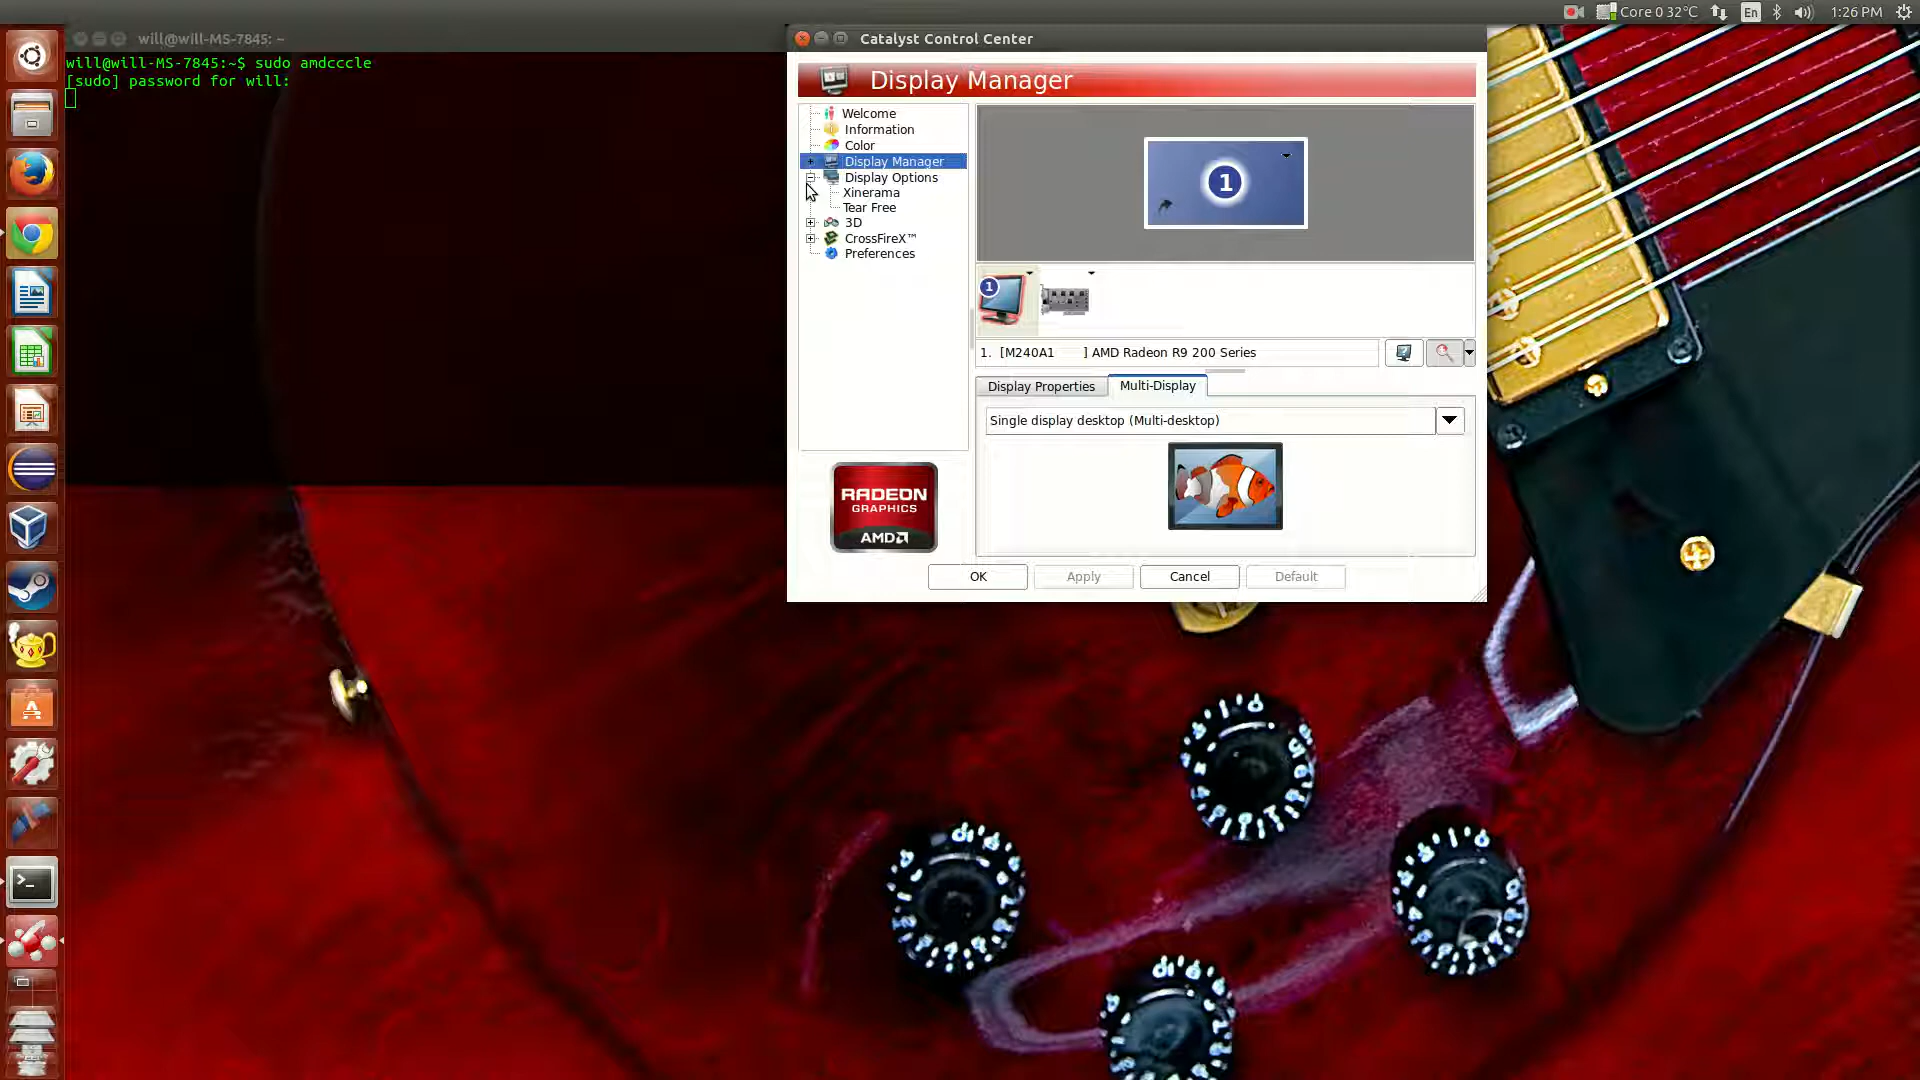 Core 0 32°C
En
1:26 PM
will@will-MS-7845: ~
will@will-MS-7845:~$ sudo amdcccle
[sudo] password for will:
Catalyst Control Center
Display Manager
Welcome
Information
Color
Display Manager
Display Options
Xinerama
Tear Free
3D
CrossFireX™
Preferences
1
1
1. [M240A1 ] AMD Radeon R9 200 Series
Display Properties
Multi-Display
Single display desktop (Multi-desktop)
RADEON
GRAPHICS
AMD
OK
Apply
Cancel
Default